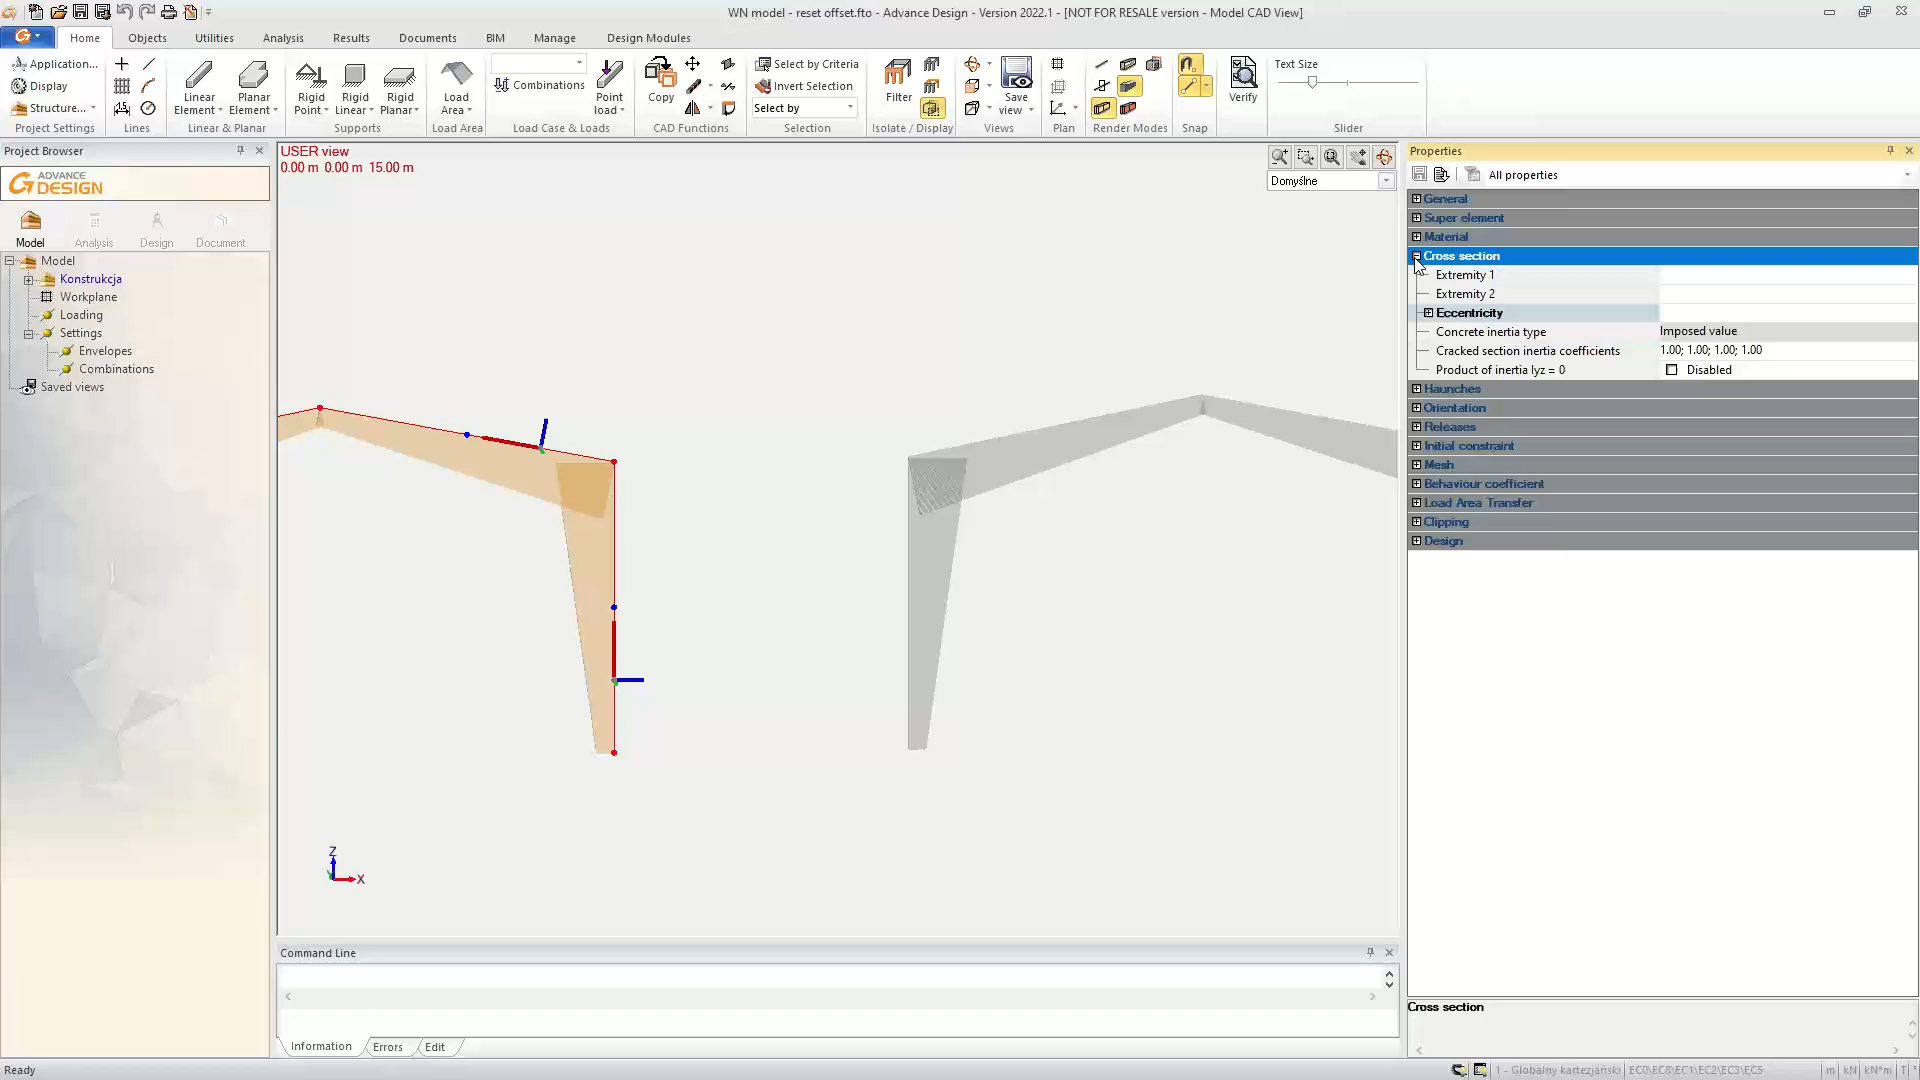 WN model - reset offset.fto - Advance Design - Version 2022.1 - [NOT FOR RESALE version - Model CAD View]
Home
Objects
Utilities
Analysis
Results
Documents
BIM
Manage
Design Modules
Application...
Display
Structure...
Project Settings
Lines
Linear Element
Planar Element
Linear & Planar
Rigid Point
Rigid Linear
Rigid Planar
Supports
Load Area
Load Area
Combinations
Point load
Load Case & Loads
Copy
CAD Functions
Select by Criteria
Invert Selection
Select by
Selection
Filter
Isolate / Display
Save view
Views
Plan
Render Modes
Snap
Verify
Text Size
Slider
Project Browser
ADVANCE
DESIGN
Model
Analysis
Design
Document
Model
Konstrukcja
Workplane
Loading
Settings
Envelopes
Combinations
Saved views
USER view
0.00 m 0.00 m 15.00 m
Domyślne
Z
X
Properties
All properties
General
Super element
Material
Cross section
Extremity 1
Extremity 2
Eccentricity
Concrete inertia type
Imposed value
Cracked section inertia coefficients
1.00; 1.00; 1.00; 1.00
Product of inertia Iyz = 0
Disabled
Haunches
Orientation
Releases
Initial constraint
Mesh
Behaviour coefficient
Load Area Transfer
Clipping
Design
Cross section
Command Line
Information
Errors
Edit
Ready
1 - Globalny kartezjański
EC0\EC8\EC1\EC2\EC3\EC5
m
kN
kN*m
T